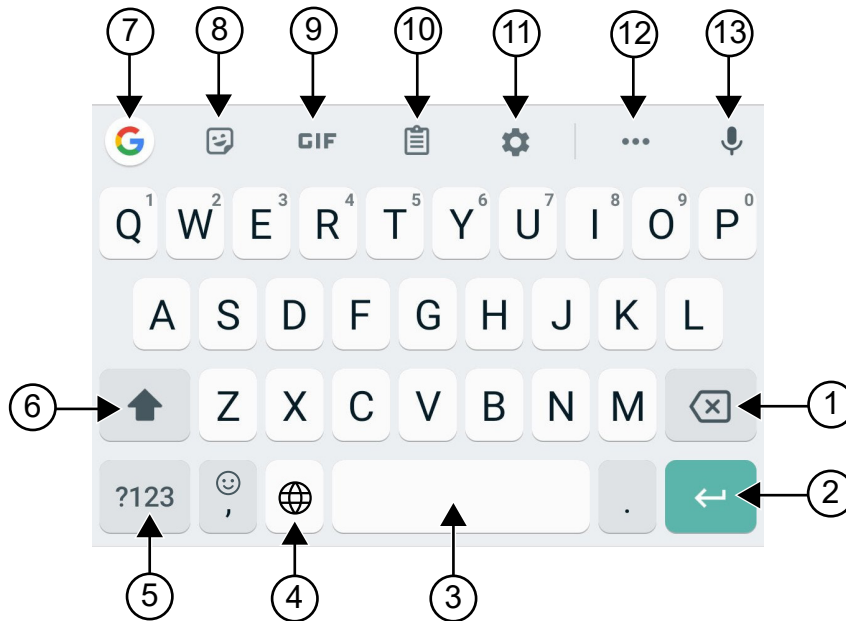 7 8 9 10 11 12 13
G GIF
Q1 W2 E3 R4 T5 Y6 U7 I8 O9 P0
A S D F G H J K L
6 Z X C V B N M 1
?123 , . 2
5 4 3